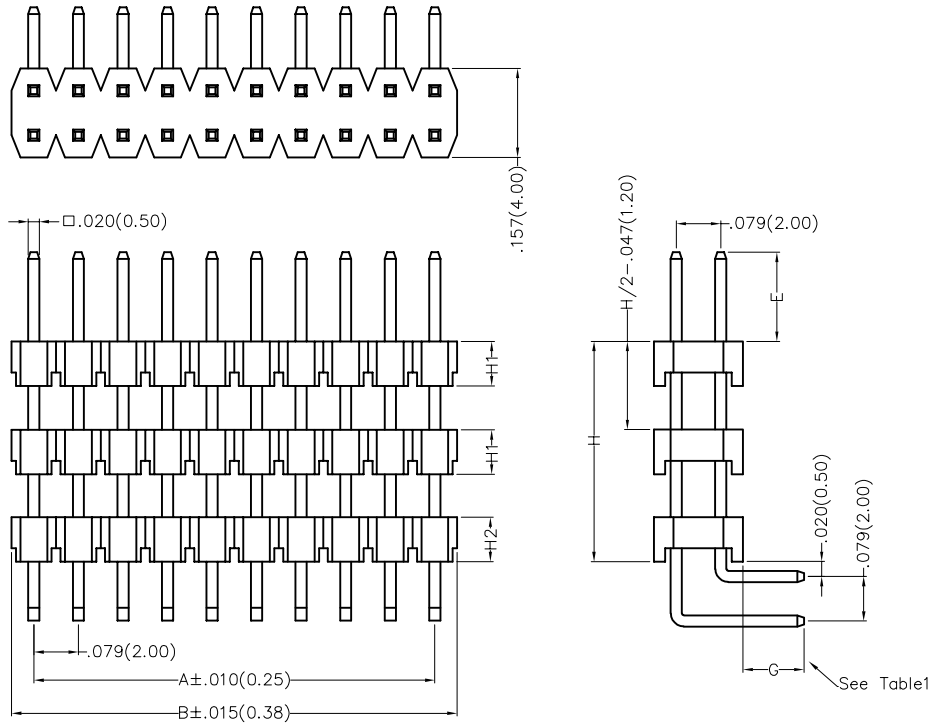 .157(4.00)
□.020(0.50)
H/2-.047(1.20)
.079(2.00)
E
H1
H1
H
H2
.020(0.50)
.079(2.00)
.079(2.00)
G
A±.010(0.25)
See Table1
B±.015(0.38)